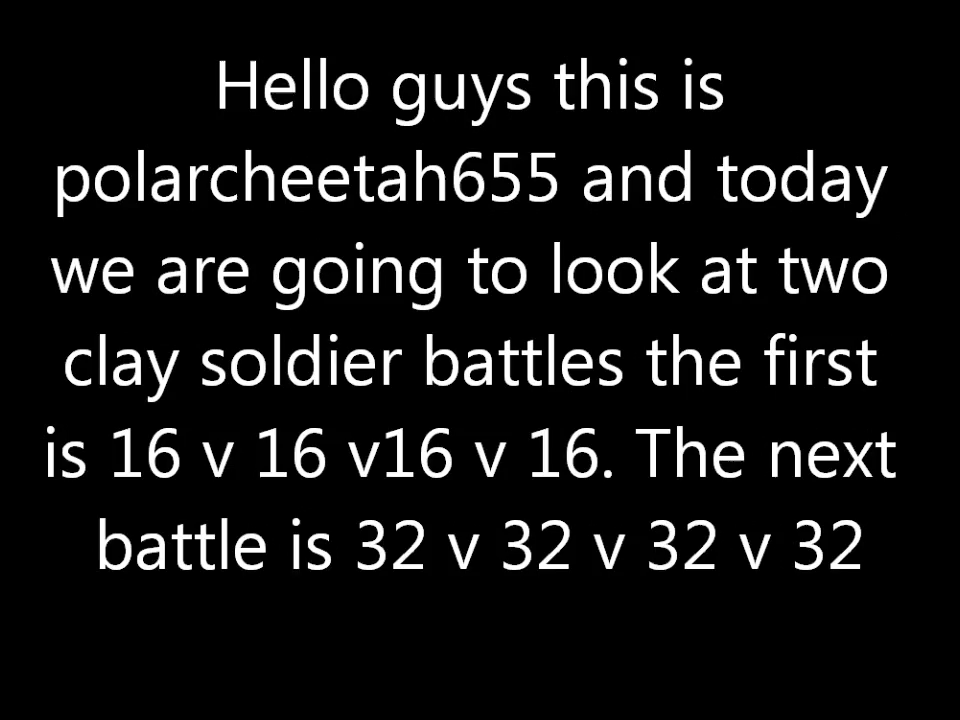 Hello guys this is
polarcheetah655 and today
we are going to look at two
clay soldier battles the first
is 16 v 16 v16 v 16. The next
battle is 32 v 32 v 32 v 32